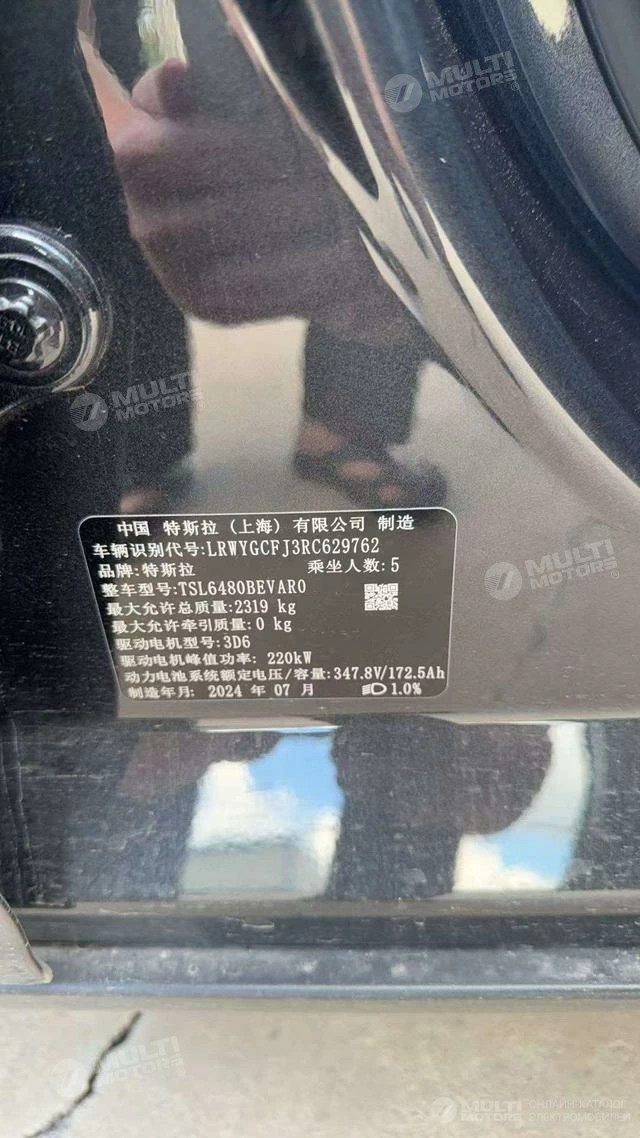 MULTI
MOTORS
MULTI
MOTORS
中国 特斯拉 (上海) 有限公司 制造
车辆识别代号:LRWYGCFJ3RC629762
品牌:特斯拉 乘坐人数:5
整车型号:TSL6480BEVAR0
最大允许总质量:2319 kg
最大允许牵引质量:0 kg
驱动电机型号:3D6
驱动电机峰值功率: 220kW
动力电池系统额定电压/容量:347.8V/172.5Ah
制造年月: 2024 年 07 月 1.0%
MULTI
MOTORS
MULTI
MOTORS
MULTI
MOTORS
ОНЛАЙН-КАТАЛОГ
ЭЛЕКТРОМОБИЛЕЙ